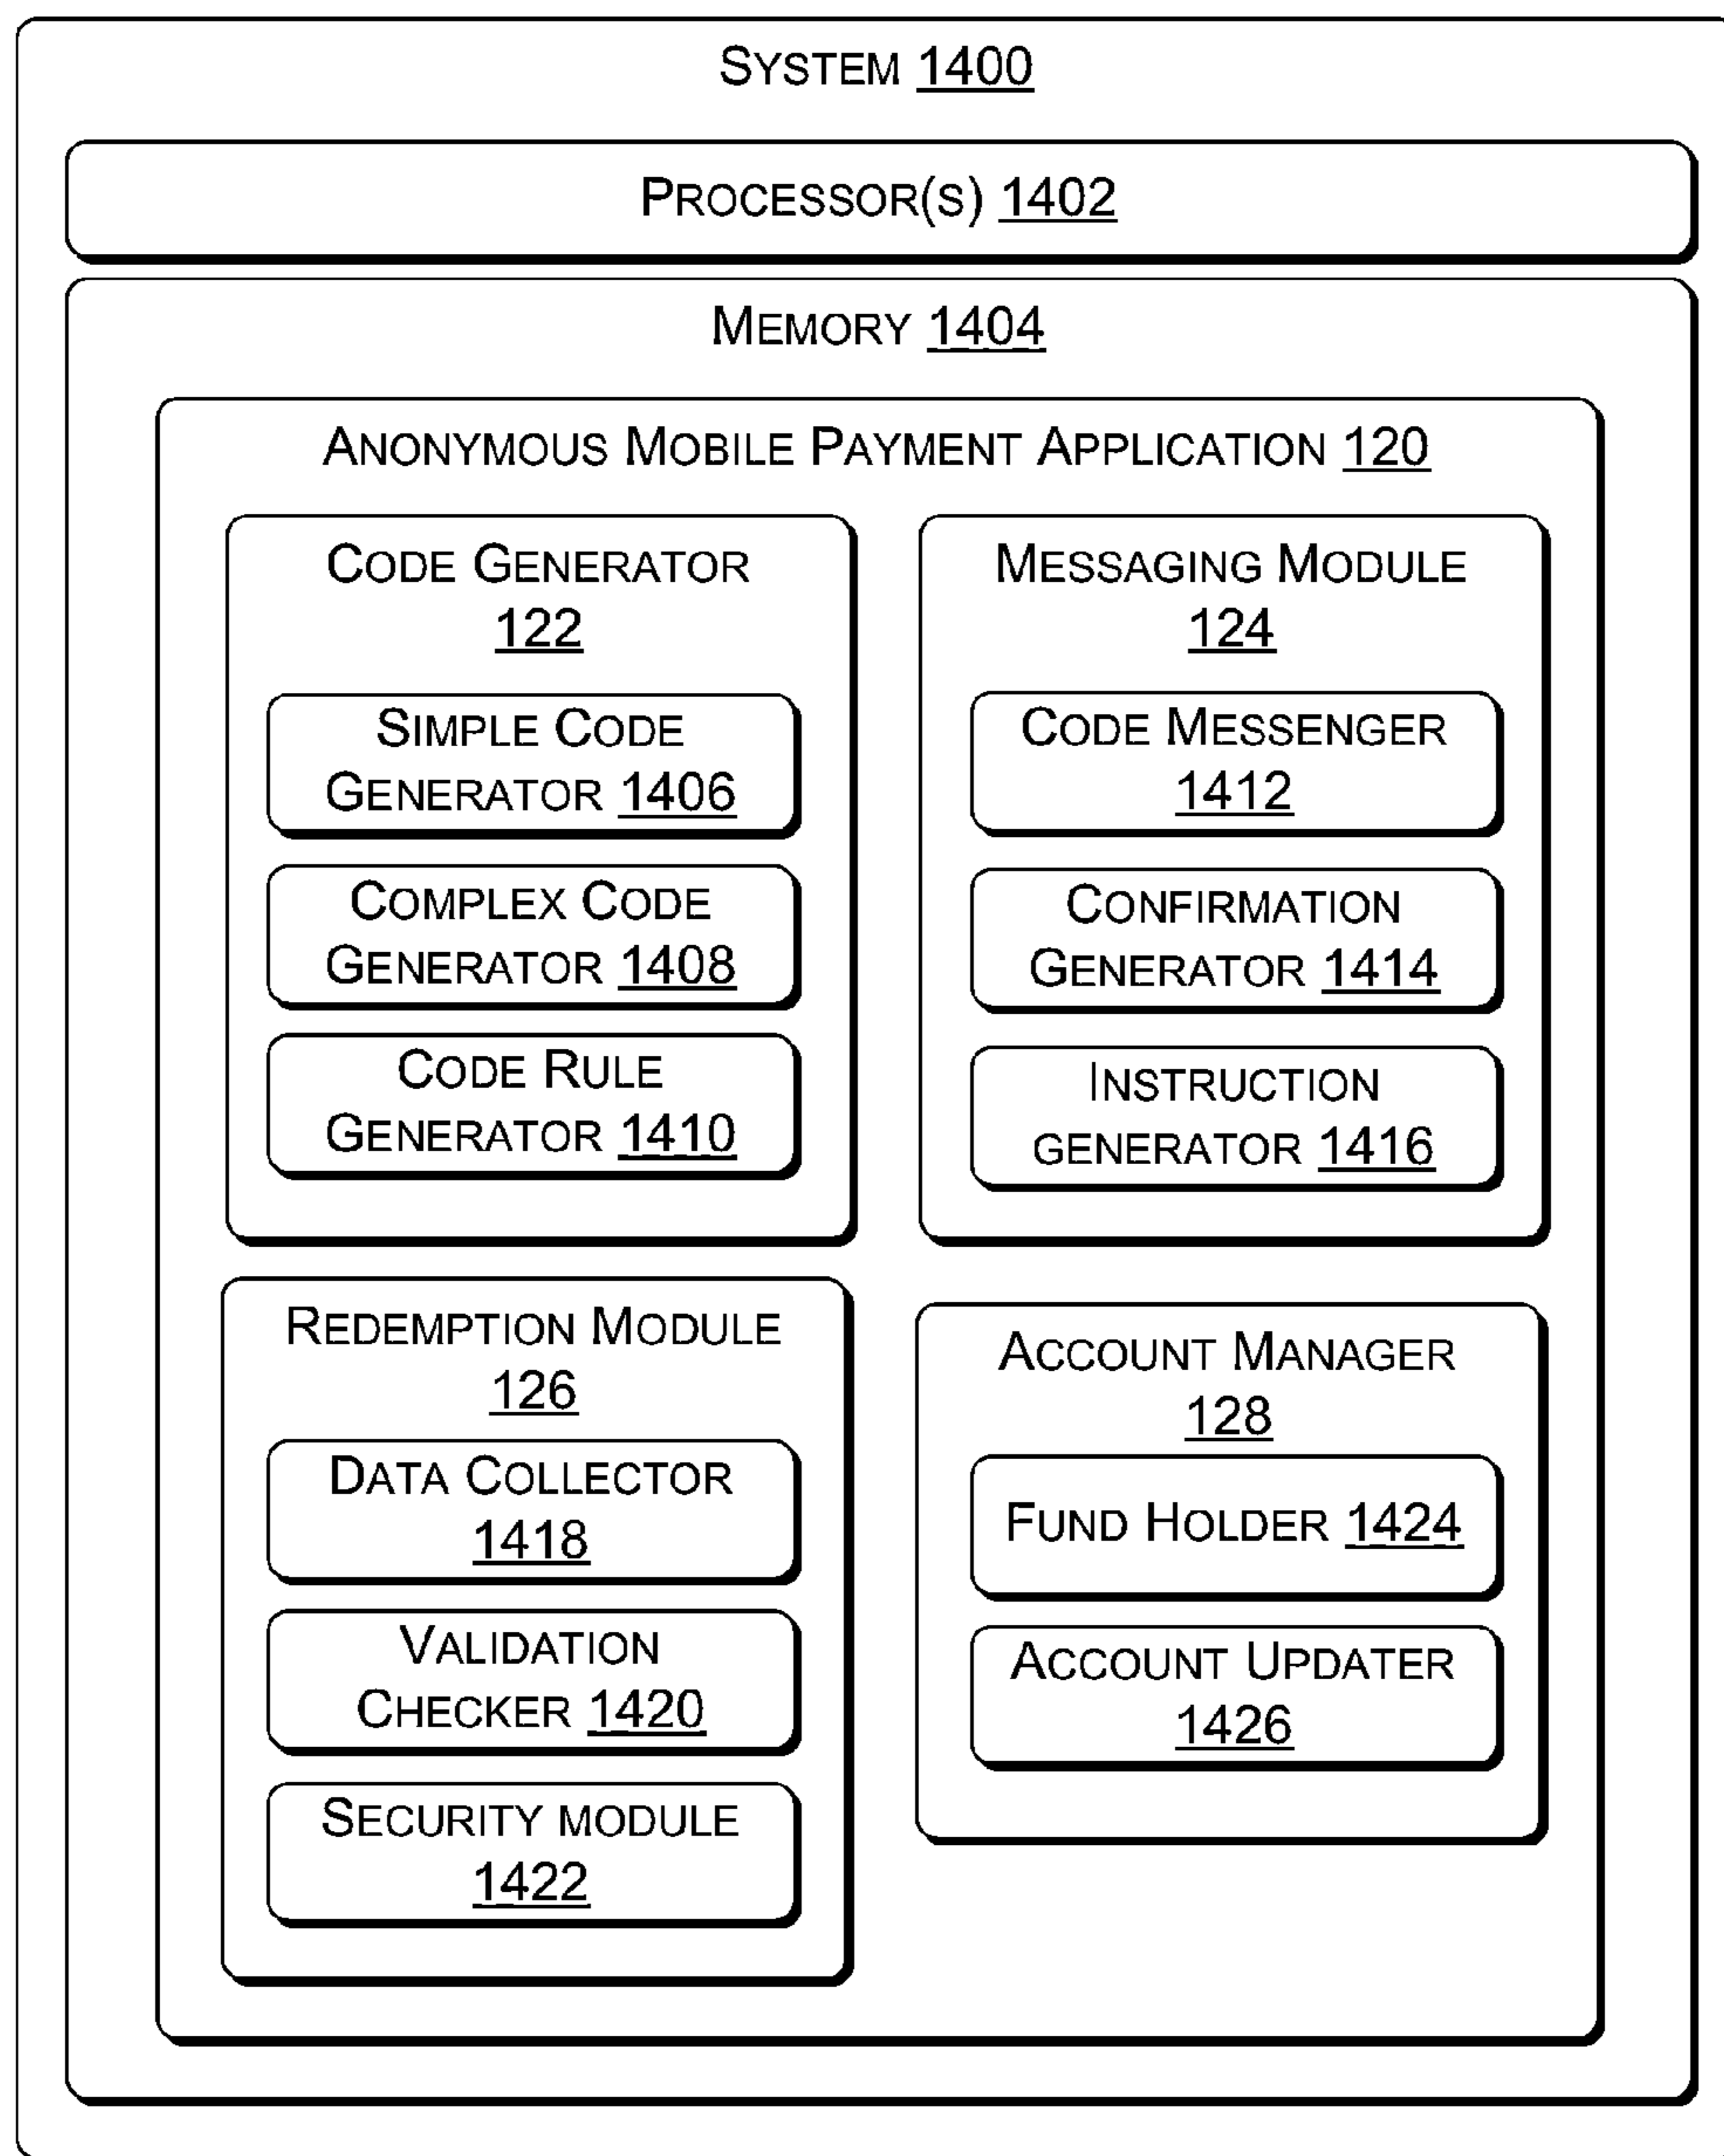 SYSTEM 1400
PROCESSOR(S) 1402
MEMORY 1404
ANONYMOUS MOBILE PAYMENT APPLICATION 120
CODE GENERATOR
122
SIMPLE CODE
GENERATOR 1406
COMPLEX CODE
GENERATOR 1408
CODE RULE
GENERATOR 1410
MESSAGING MODULE
124
CODE MESSENGER
1412
CONFIRMATION
GENERATOR 1414
INSTRUCTION
GENERATOR 1416
REDEMPTION MODULE
126
DATA COLLECTOR
1418
VALIDATION
CHECKER 1420
SECURITY MODULE
1422
ACCOUNT MANAGER
128
FUND HOLDER 1424
ACCOUNT UPDATER
1426